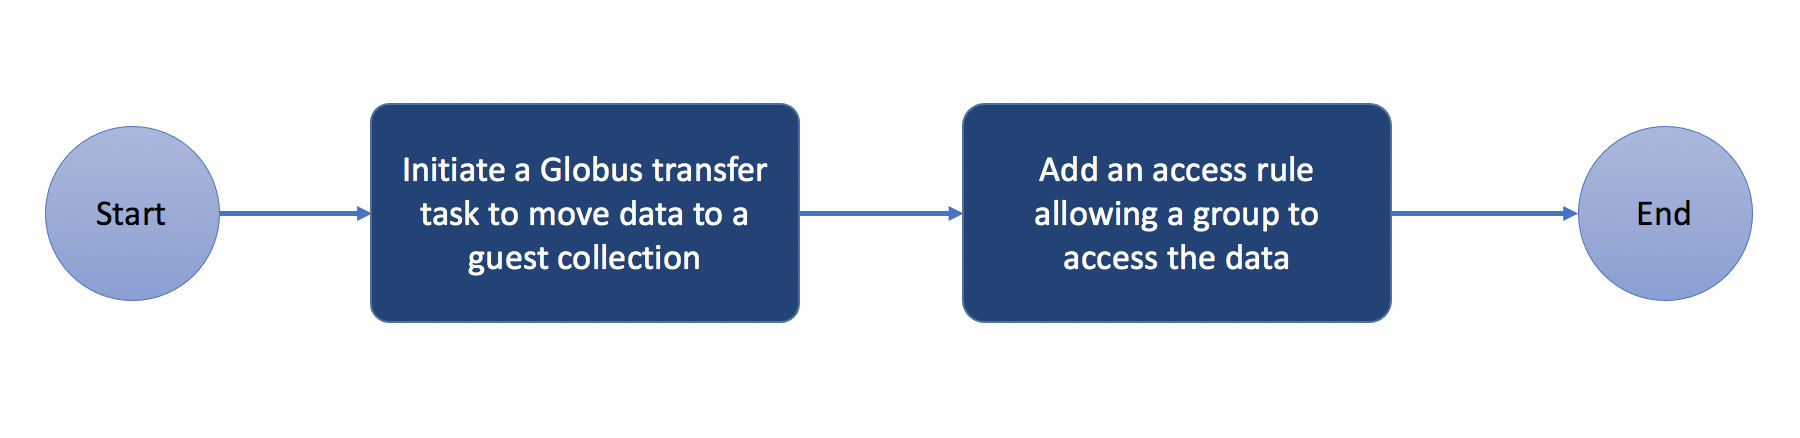 Start
Initiate a Globus transfer
task to move data to a
guest collection
Add an access rule
allowing a group to
access the data
End